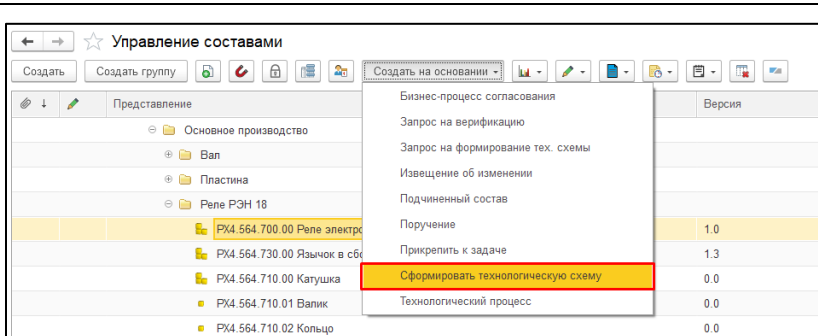 Управление составами
Создать Создать группу Создать на основании
Представление Версия
Основное производство
Вал
Пластина
Реле РЭН 18
РХ4.564.700.00 Реле электро 1.0
РХ4.564.730.00 Язычок в сбо 1.3
РХ4.564.710.00 Катушка 0.0
РХ4.564.710.01 Валик 0.0
РХ4.564.710.02 Кольцо 0.0
Бизнес-процесс согласования
Запрос на верификацию
Запрос на формирование тех. схемы
Извещение об изменении
Подчиненный состав
Поручение
Прикрепить к задаче
Сформировать технологическую схему
Технологический процесс